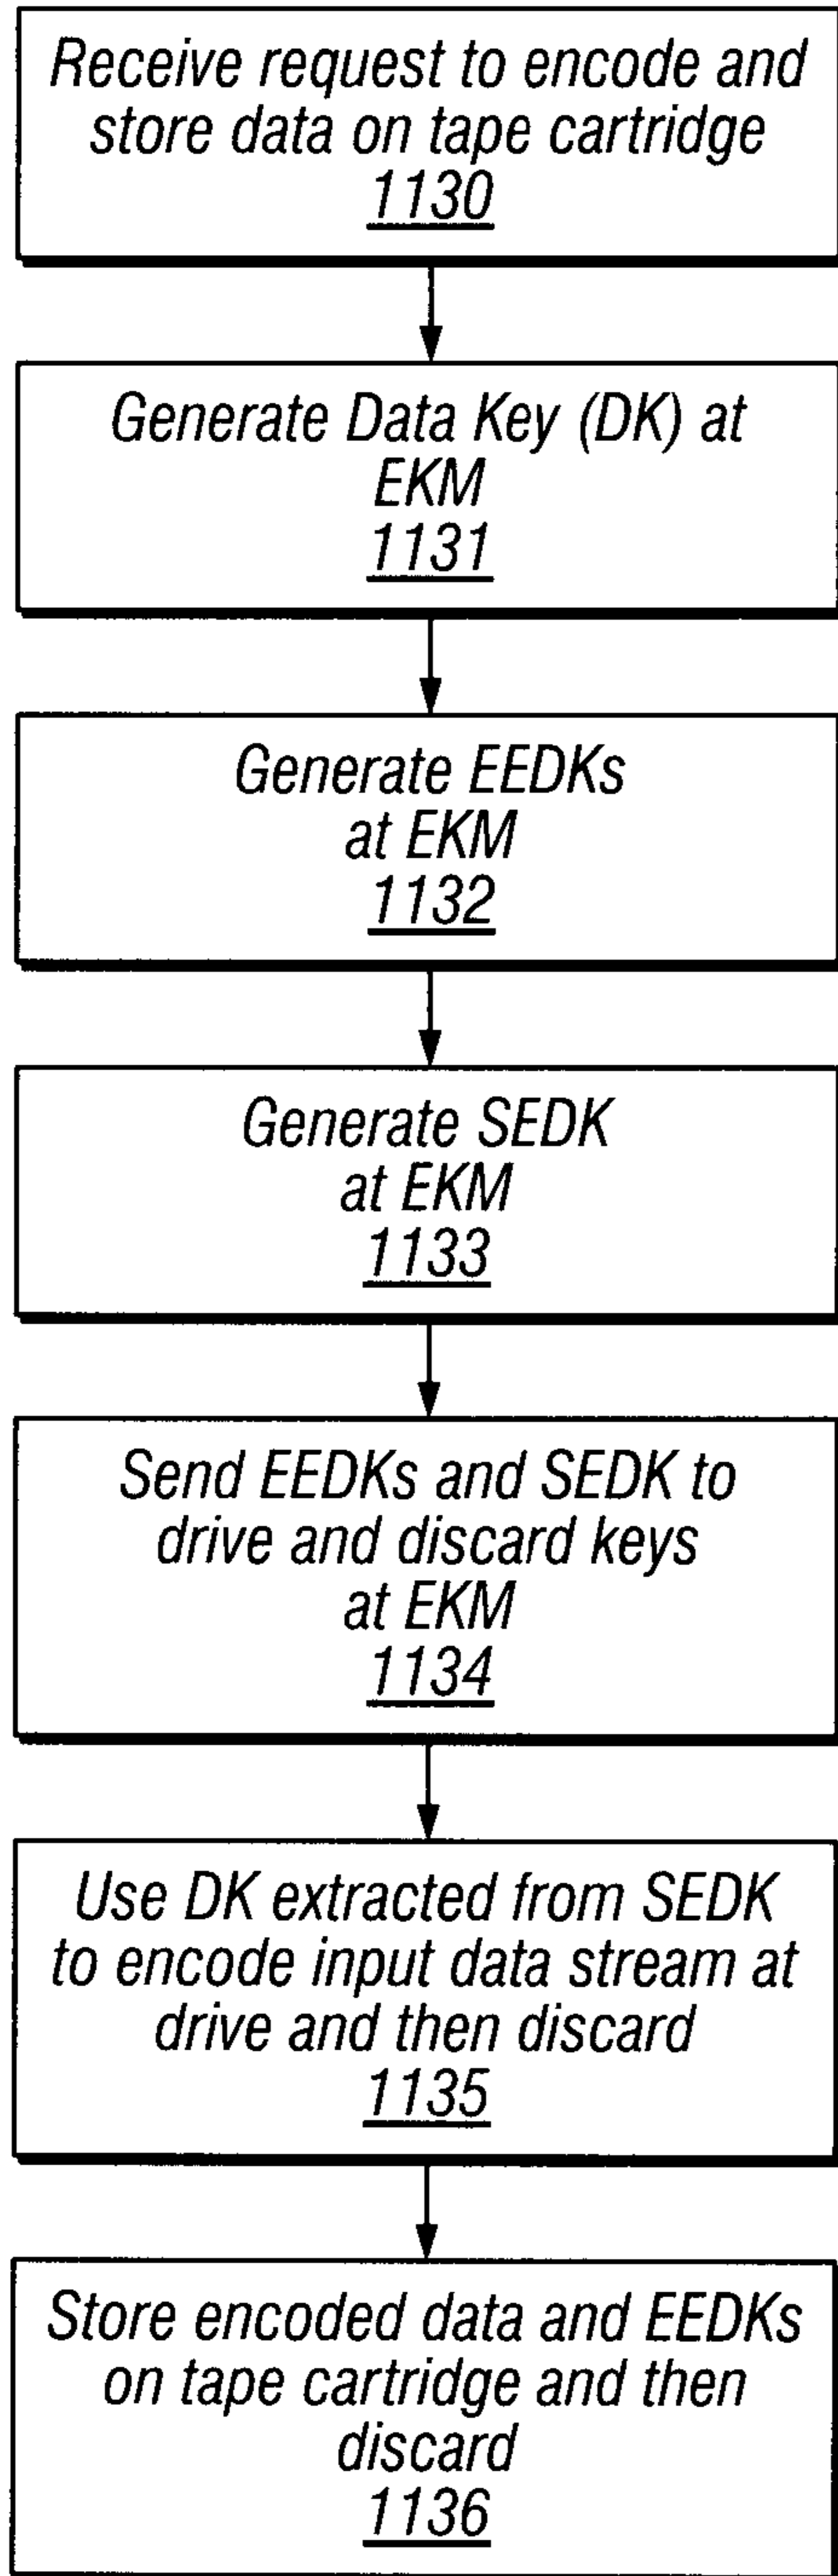 Receive request to encode and
store data on tape cartridge
1130
Generate Data Key (DK) at
EKM
1131
Generate EEDKs
at EKM
1132
Generate SEDK
at EKM
1133
Send EEDKs and SEDK to
drive and discard keys
at EKM
1134
Use DK extracted from SEDK
to encode input data stream at
drive and then discard
1135
Store encoded data and EEDKs
on tape cartridge and then
discard
1136